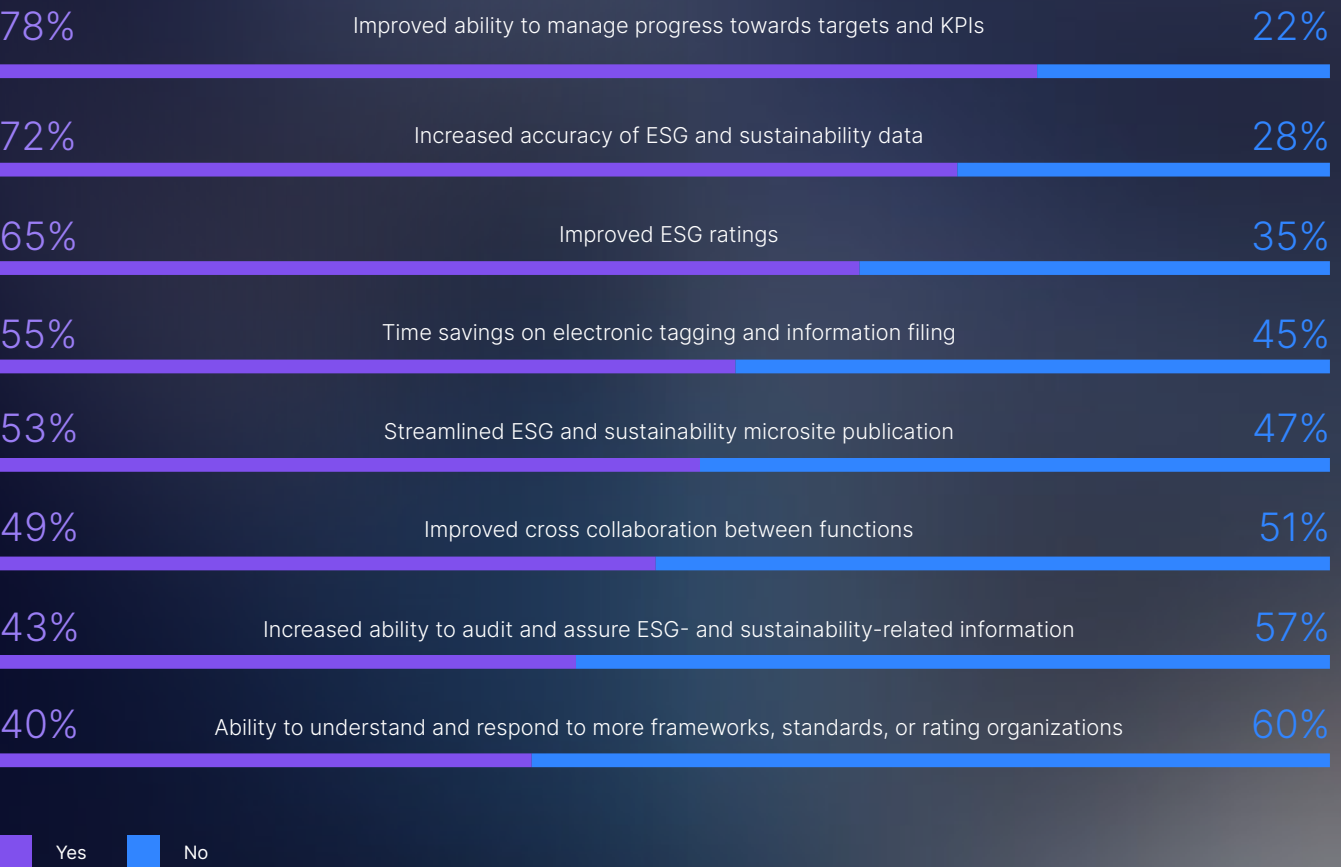 78% Improved ability to manage progress towards targets and KPIs 22%
72% Increased accuracy of ESG and sustainability data 28%
65% Improved ESG ratings 35%
55% Time savings on electronic tagging and information filing 45%
53% Streamlined ESG and sustainability microsite publication 47%
49% Improved cross collaboration between functions 51%
43% Increased ability to audit and assure ESG- and sustainability-related information 57%
40% Ability to understand and respond to more frameworks, standards, or rating organizations 60%
Yes No